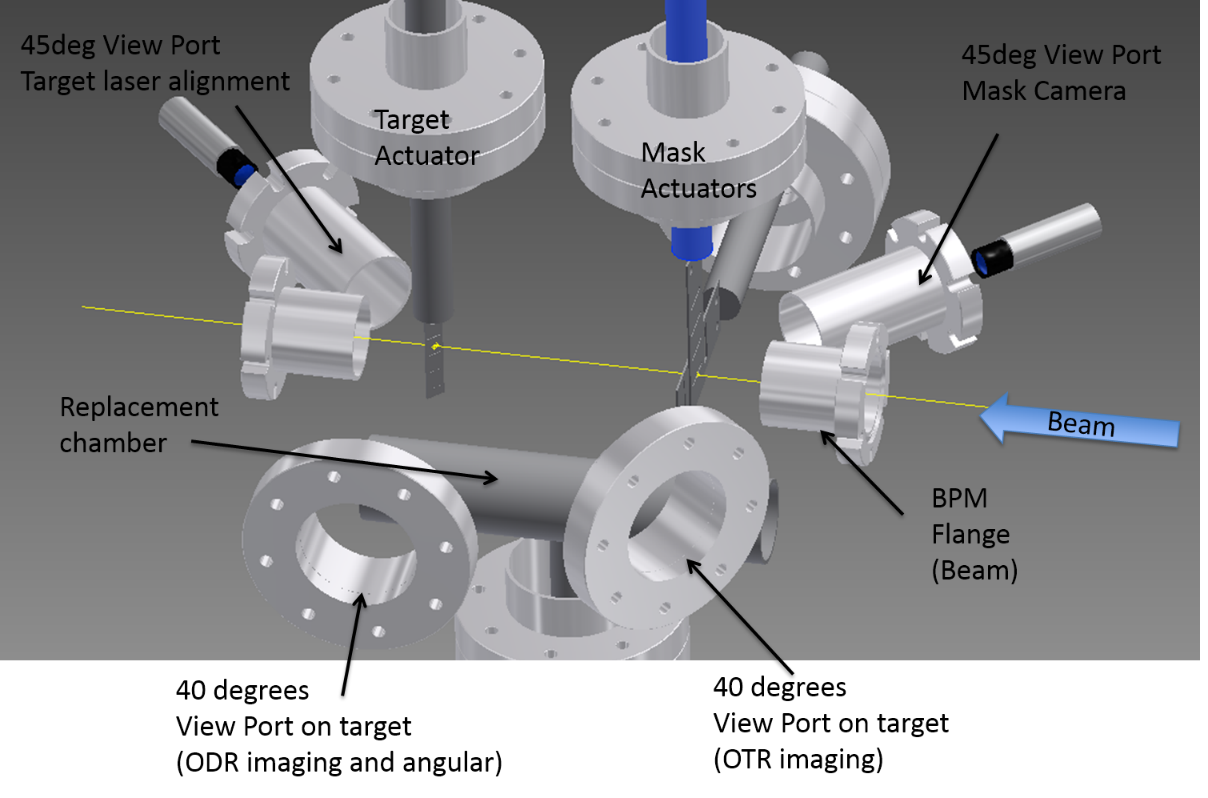 45deg View Port
Target laser alignment
Target
Actuator
Mask
Actuators
45deg View Port
Mask Camera
Replacement
chamber
Beam
BPM
Flange
(Beam)
40 degrees
View Port on target
(ODR imaging and angular)
40 degrees
View Port on target
(OTR imaging)